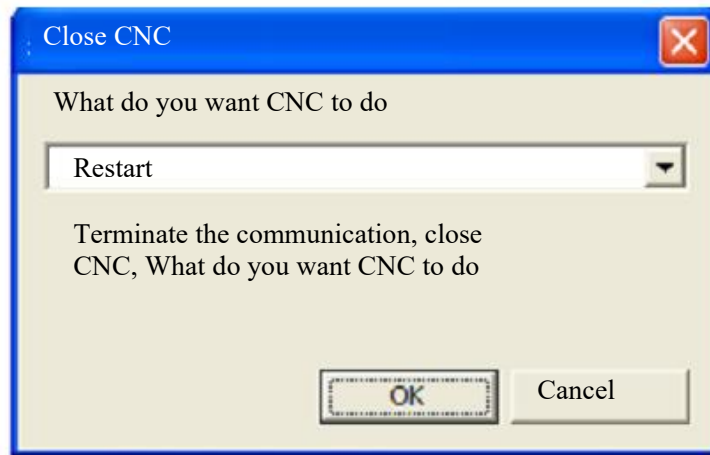 Close CNC
What do you want CNC to do
Restart
Terminate the communication, close
CNC, What do you want CNC to do
OK
Cancel